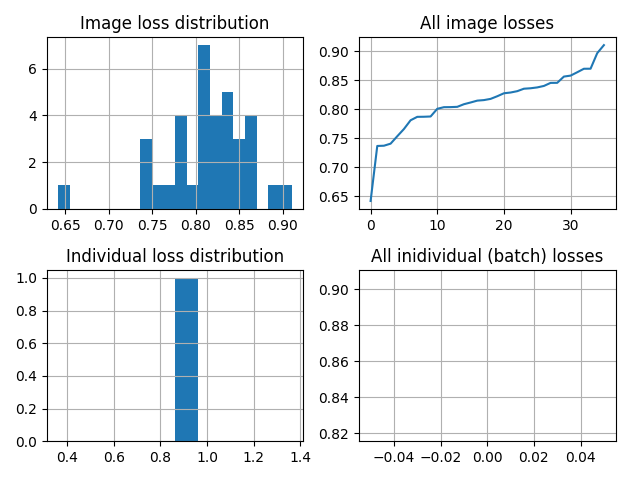 Image loss distribution
6
4
2
0
0.65 0.70 0.75 0.80 0.85 0.90
All image losses
0.90
0.85
0.80
0.75
0.70
0.65
0 10 20 30
Individual loss distribution
1.0
0.8
0.6
0.4
0.2
0.0
0.4 0.6 0.8 1.0 1.2 1.4
All inidividual (batch) losses
0.90
0.88
0.86
0.84
0.82
−0.04 −0.02 0.00 0.02 0.04